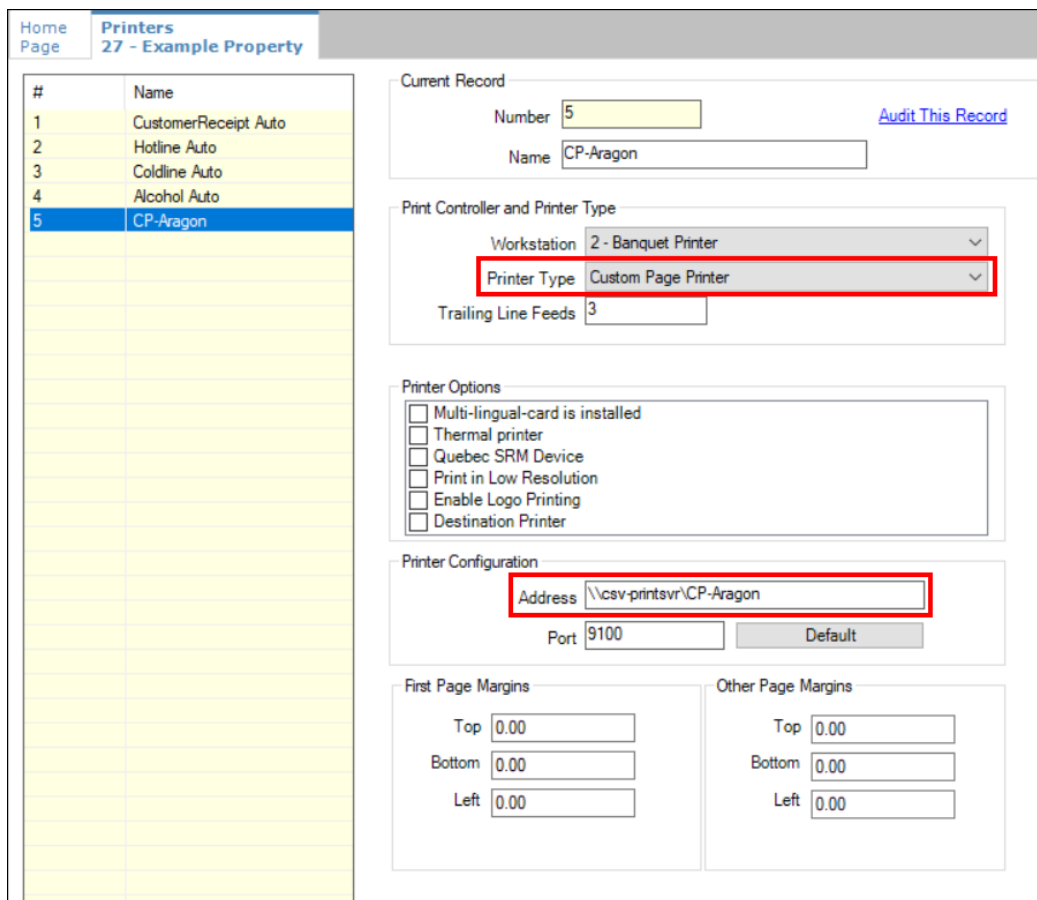 Home Page
Printers
27 - Example Property
# Name
1 CustomerReceipt Auto
2 Hotline Auto
3 Coldline Auto
4 Alcohol Auto
5 CP-Aragon
Current Record
Number 5 Audit This Record
Name CP-Aragon
Print Controller and Printer Type
Workstation 2 - Banquet Printer
Printer Type Custom Page Printer
Trailing Line Feeds 3
Printer Options
Multi-lingual-card is installed
Thermal printer
Quebec SRM Device
Print in Low Resolution
Enable Logo Printing
Destination Printer
Printer Configuration
Address \\csv-printsvr\CP-Aragon
Port 9100 Default
First Page Margins
Top 0.00
Bottom 0.00
Left 0.00
Other Page Margins
Top 0.00
Bottom 0.00
Left 0.00